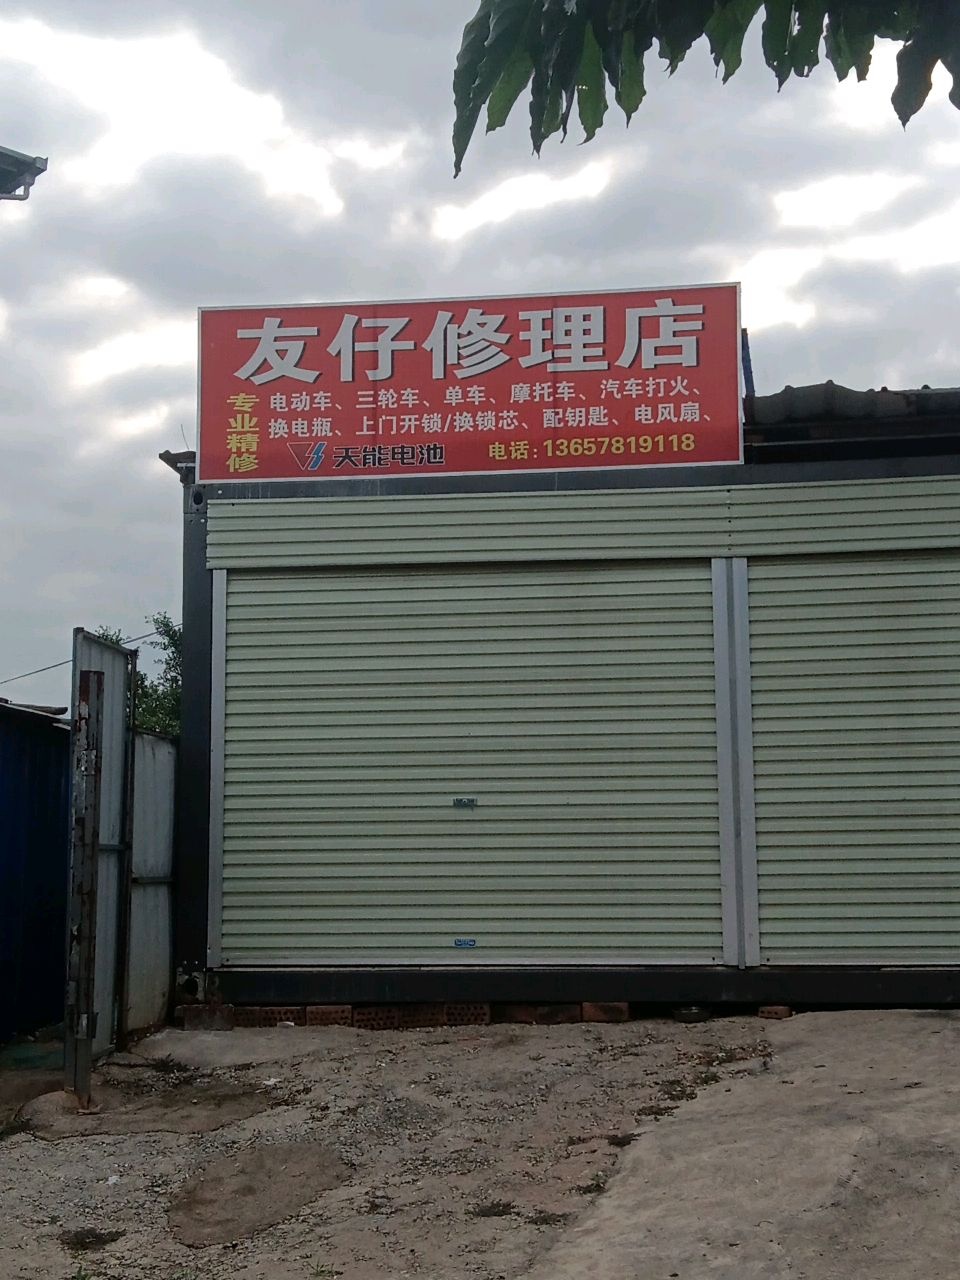 友仔修理店
专业精修
电动车、三轮车、单车、摩托车、汽车打火、
换电瓶、上门开锁/换锁芯、配钥匙、电风扇、
天能电池
电话:13657819118